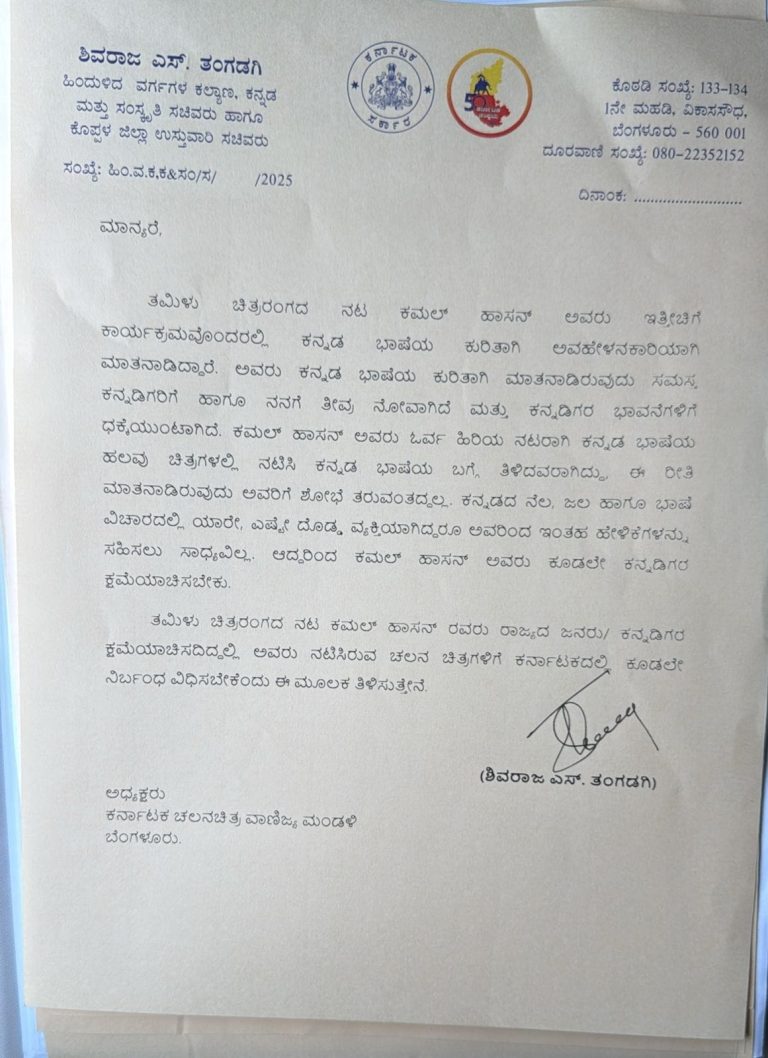 ಶಿವರಾಜ ಎಸ್. ತಂಗಡಗಿ
ಹಿಂದುಳಿದ ವರ್ಗಗಳ ಕಲ್ಯಾಣ, ಕನ್ನಡ
ಮತ್ತು ಸಂಸ್ಕೃತಿ ಸಚಿವರು ಹಾಗೂ
ಕೊಪ್ಪಳ ಜಿಲ್ಲಾ ಉಸ್ತುವಾರಿ ಸಚಿವರು
ಸಂಖ್ಯೆ: ಹಿಂ.ವ.ಕ,ಕ&ಸಂ/ಸ/ /2025
ಕರ್ನಾಟಕ
ಸರ್ಕಾರ
ಕೊಠಡಿ ಸಂಖ್ಯೆ: 133-134
1ನೇ ಮಹಡಿ, ವಿಕಾಸಸೌಧ,
ಬೆಂಗಳೂರು - 560 001
ದೂರವಾಣಿ ಸಂಖ್ಯೆ: 080-22352152
ದಿನಾಂಕ: ..........................
ಮಾನ್ಯರೆ,
ತಮಿಳು ಚಿತ್ರರಂಗದ ನಟ ಕಮಲ್ ಹಾಸನ್ ಅವರು ಇತ್ತೀಚಿಗೆ
ಕಾರ್ಯಕ್ರಮವೊಂದರಲ್ಲಿ ಕನ್ನಡ ಭಾಷೆಯ ಕುರಿತಾಗಿ ಅವಹೇಳನಕಾರಿಯಾಗಿ
ಮಾತನಾಡಿದ್ದಾರೆ. ಅವರು ಕನ್ನಡ ಭಾಷೆಯ ಕುರಿತಾಗಿ ಮಾತನಾಡಿರುವುದು ಸಮಸ್ತ
ಕನ್ನಡಿಗರಿಗೆ ಹಾಗೂ ನನಗೆ ತೀವ್ರ ನೋವಾಗಿದೆ ಮತ್ತು ಕನ್ನಡಿಗರ ಭಾವನೆಗಳಿಗೆ
ಧಕ್ಕೆಯುಂಟಾಗಿದೆ. ಕಮಲ್ ಹಾಸನ್ ಅವರು ಓರ್ವ ಹಿರಿಯ ನಟರಾಗಿ ಕನ್ನಡ ಭಾಷೆಯ
ಹಲವು ಚಿತ್ರಗಳಲ್ಲಿ ನಟಿಸಿ ಕನ್ನಡ ಭಾಷೆಯ ಬಗ್ಗೆ ತಿಳಿದವರಾಗಿದ್ದು, ಈ ರೀತಿ
ಮಾತನಾಡಿರುವುದು ಅವರಿಗೆ ಶೋಭೆ ತರುವಂತದ್ದಲ್ಲ. ಕನ್ನಡದ ನೆಲ, ಜಲ ಹಾಗೂ ಭಾಷೆ
ವಿಚಾರದಲ್ಲಿ ಯಾರೇ, ಎಷ್ಟೇ ದೊಡ್ಡ ವ್ಯಕ್ತಿಯಾಗಿದ್ದರೂ ಅವರಿಂದ ಇಂತಹ ಹೇಳಿಕೆಗಳನ್ನು
ಸಹಿಸಲು ಸಾಧ್ಯವಿಲ್ಲ. ಆದ್ದರಿಂದ ಕಮಲ್ ಹಾಸನ್ ಅವರು ಕೂಡಲೇ ಕನ್ನಡಿಗರ
ಕ್ಷಮೆಯಾಚಿಸಬೇಕು.
ತಮಿಳು ಚಿತ್ರರಂಗದ ನಟ ಕಮಲ್ ಹಾಸನ್ ರವರು ರಾಜ್ಯದ ಜನರು/ ಕನ್ನಡಿಗರ
ಕ್ಷಮೆಯಾಚಿಸದಿದ್ದಲ್ಲಿ ಅವರು ನಟಿಸಿರುವ ಚಲನ ಚಿತ್ರಗಳಿಗೆ ಕರ್ನಾಟಕದಲ್ಲಿ ಕೂಡಲೇ
ನಿರ್ಬಂಧ ವಿಧಿಸಬೇಕೆಂದು ಈ ಮೂಲಕ ತಿಳಿಸುತ್ತೇನೆ.
(ಶಿವರಾಜ ಎಸ್. ತಂಗಡಗಿ)
ಅಧ್ಯಕ್ಷರು
ಕರ್ನಾಟಕ ಚಲನಚಿತ್ರ ವಾಣಿಜ್ಯ ಮಂಡಳಿ
ಬೆಂಗಳೂರು.